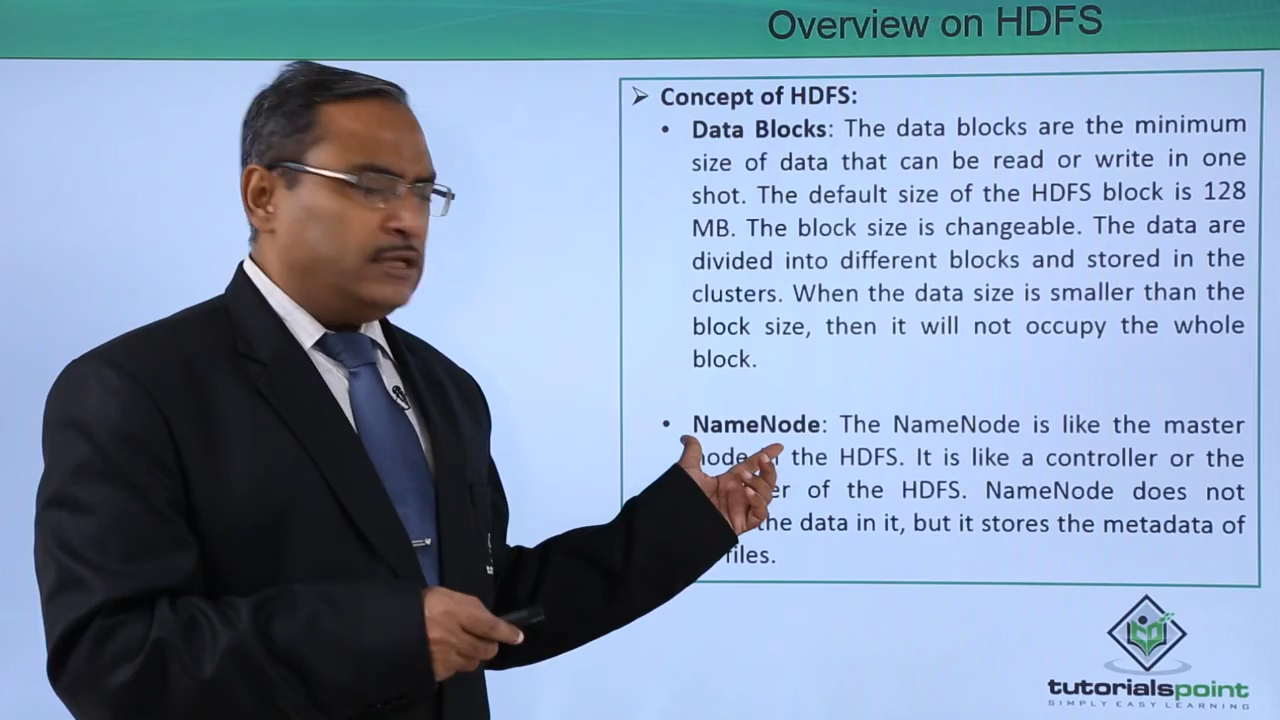 Overview on HDFS
➢ Concept of HDFS:
• Data Blocks: The data blocks are the minimum
size of data that can be read or write in one
shot. The default size of the HDFS block is 128
MB. The block size is changeable. The data are
divided into different blocks and stored in the
clusters. When the data size is smaller than the
block size, then it will not occupy the whole
block.
• NameNode: The NameNode is like the master
the HDFS. It is like a controller or the
of the HDFS. NameNode does not
the data in it, but it stores the metadata of
files.
tutorialspoint
SIMPLY EASY LEARNING